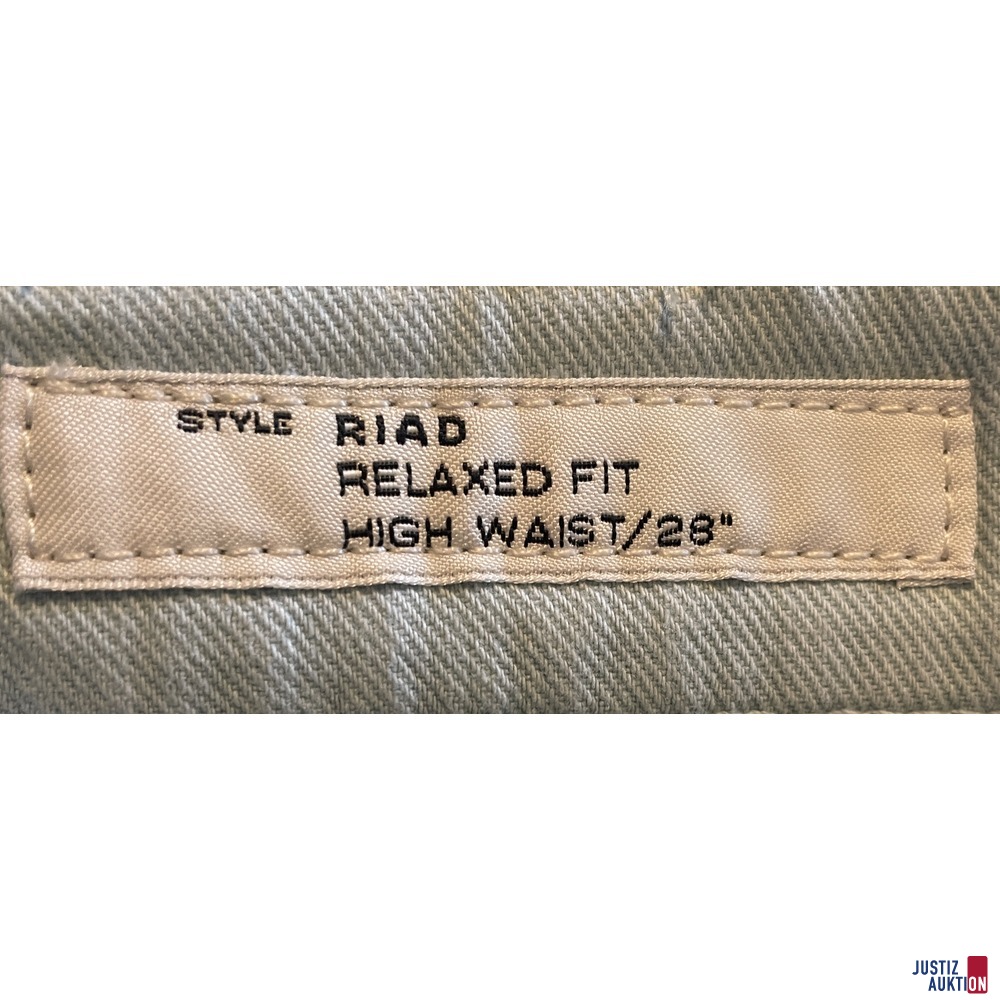 STYLE RIAD
RELAXED FIT
HIGH WAIST/28"
JUSTIZ
AUKTION